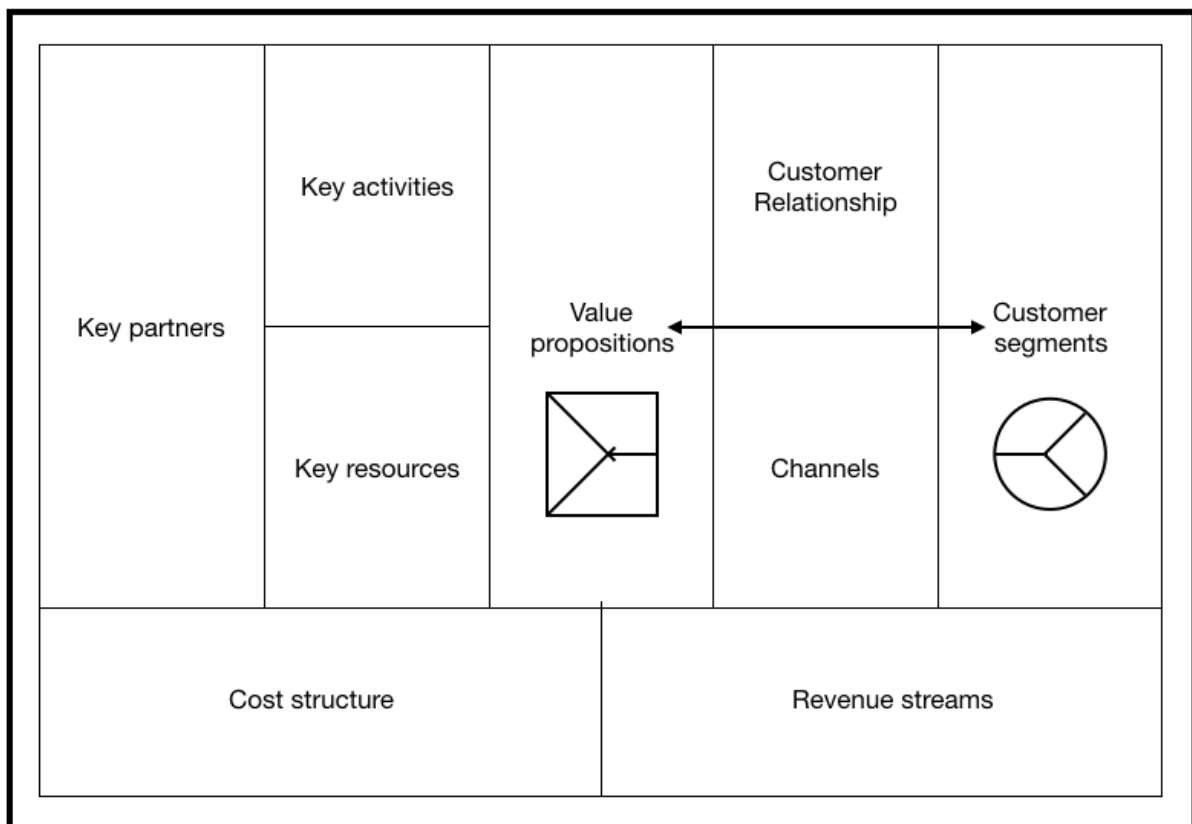 Key partners
Key activities
Key resources
Value
propositions
Customer
Relationship
Channels
Customer
segments
Cost structure
Revenue streams